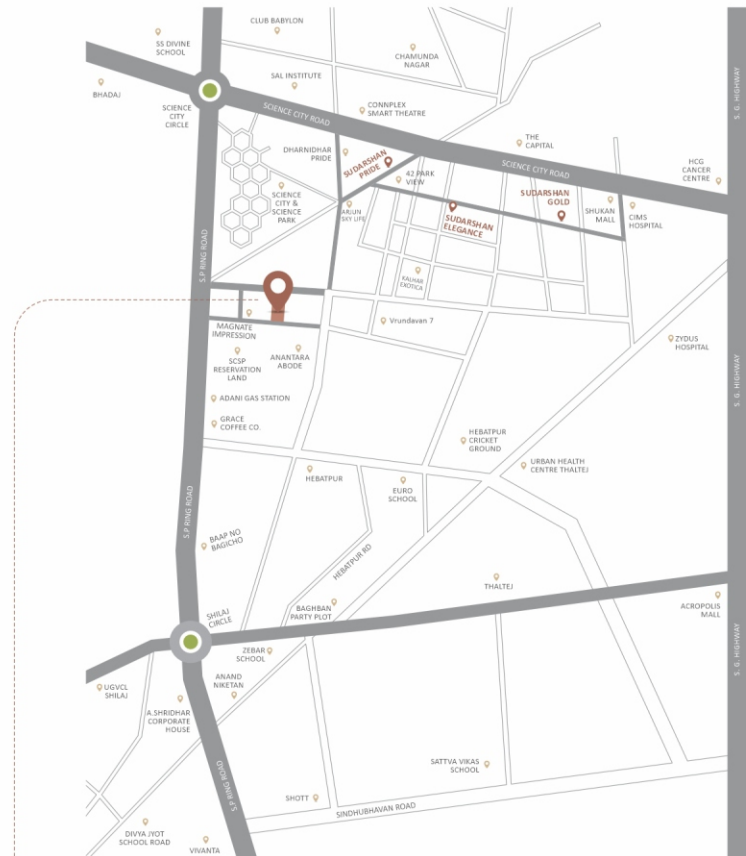 CLUB BABYLON
SS DIVINE
SCHOOL
CHAMUNDA
NAGAR
SAL INSTITUTE
BHADAJ
SCIENCE
CITY
CIRCLE
SCIENCE CITY ROAD
CONNPLEX
SMART THEATRE
S. G. HIGHWAY
THE
CAPITAL
DHARNIDHAR
PRIDE
SUDARSHAN
PRIDE
SCIENCE CITY ROAD
HCG
CANCER
CENTRE
42 PARK
VIEW
SCIENCE
CITY &
SCIENCE
PARK
SUDARSHAN
GOLD
ARJUN
SKY LIFE
SUDARSHAN
ELEGANCE
SHUKAN
MALL
CIMS
HOSPITAL
S.P RING ROAD
KALHAR
EXOTICA
MAGNATE
IMPRESSION
Vrundavan 7
ZYDUS
HOSPITAL
SCSP
RESERVATION
LAND
ANANTARA
ABODE
S. G. HIGHWAY
ADANI GAS STATION
GRACE
COFFEE CO.
HEBATPUR
CRICKET
GROUND
HEBATPUR
EURO
SCHOOL
URBAN HEALTH
CENTRE THALTEJ
S.P RING ROAD
BAAP NO
BAGICHO
HEBATPUR RD
THALTEJ
SHILAJ
CIRCLE
BAGHBAN
PARTY PLOT
ACROPOLIS
MALL
ZEBAR
SCHOOL
S. G. HIGHWAY
ANAND
NIKETAN
UGVCL
SHILAJ
A.SHRIDHAR
CORPORATE
HOUSE
SATTVA VIKAS
SCHOOL
S.P RING ROAD
SHOTT
SINDHUBHAVAN ROAD
DIVYA JYOT
SCHOOL ROAD
VIVANTA